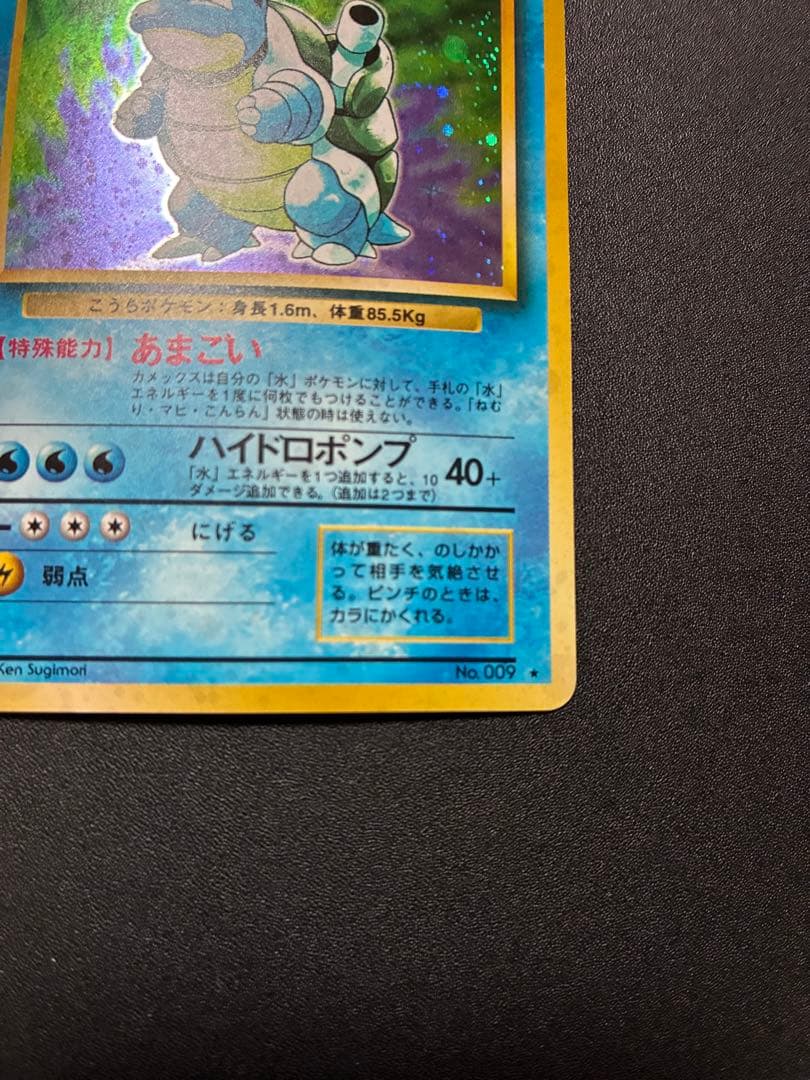 こうらポケモン:身長1.6m、体重85.5Kg
【特殊能力】 あまごい
カメックスは自分の「水」ポケモンに対して、手札の「水」
エネルギーを1度に何枚でもつけることができる。「ねむ
り・マヒ・こんらん」状態の時は使えない。
ハイドロポンプ
「水」エネルギーを1つ追加すると、10
ダメージ追加できる。(追加は2つまで)
40+
にげる
弱点
体が重たく、のしかか
って相手を気絶させ
る。ピンチのときは、
カラにかくれる。
Ken Sugimori
No. 009 ★